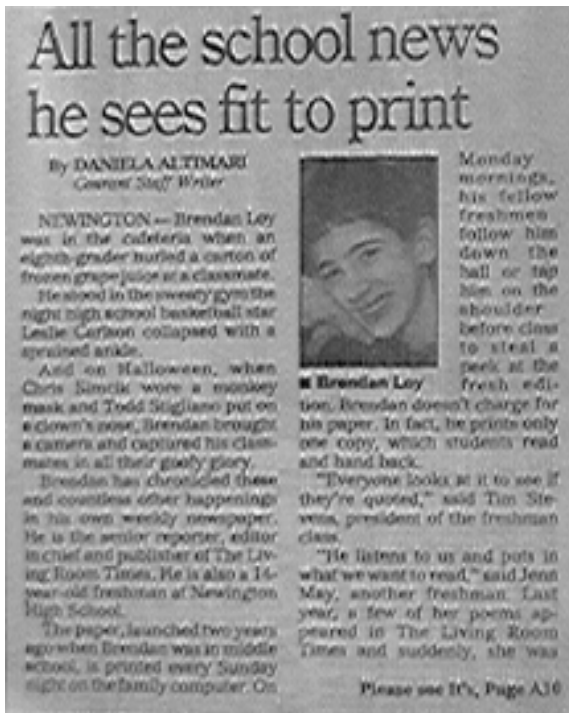 All the school news
he sees fit to print
By DANIELA ALTIMARI
Courant Staff Writer
NEWINGTON — Brendan Loy
was in the cafeteria when an
eighth-grader hurled a carton of
frozen grape juice at a classmate.
He stood in the sweaty gym the
night high school basketball star
Leslie Carlson collapsed with a
sprained ankle.
And on Halloween, when
Chris Simcik wore a monkey
mask and Todd Stigliano put on
a clown's nose, Brendan brought
a camera and captured his class-
mates in all their goofy glory.
Brendan has chronicled these
and countless other happenings
in his own weekly newspaper.
He is the senior reporter, editor
in chief and publisher of The Liv-
ing Room Times. He is also a 14-
year-old freshman at Newington
High School.
The paper, launched two years
ago when Brendan was in middle
school, is printed every Sunday
night on the family computer. On
■ Brendan Loy
Monday
mornings,
his fellow
freshmen
follow him
down the
hall or tap
him on the
shoulder
before class
to steal a
peek at the
fresh edi-
tion. Brendan doesn't charge for
his paper. In fact, he prints only
one copy, which students read
and hand back.
"Everyone looks at it to see if
they're quoted," said Tim Ste-
vens, president of the freshman
class.
"He listens to us and puts in
what we want to read," said Jenn
May, another freshman. Last
year, a few of her poems ap-
peared in The Living Room
Times and suddenly, she was
Please see It's, Page A10